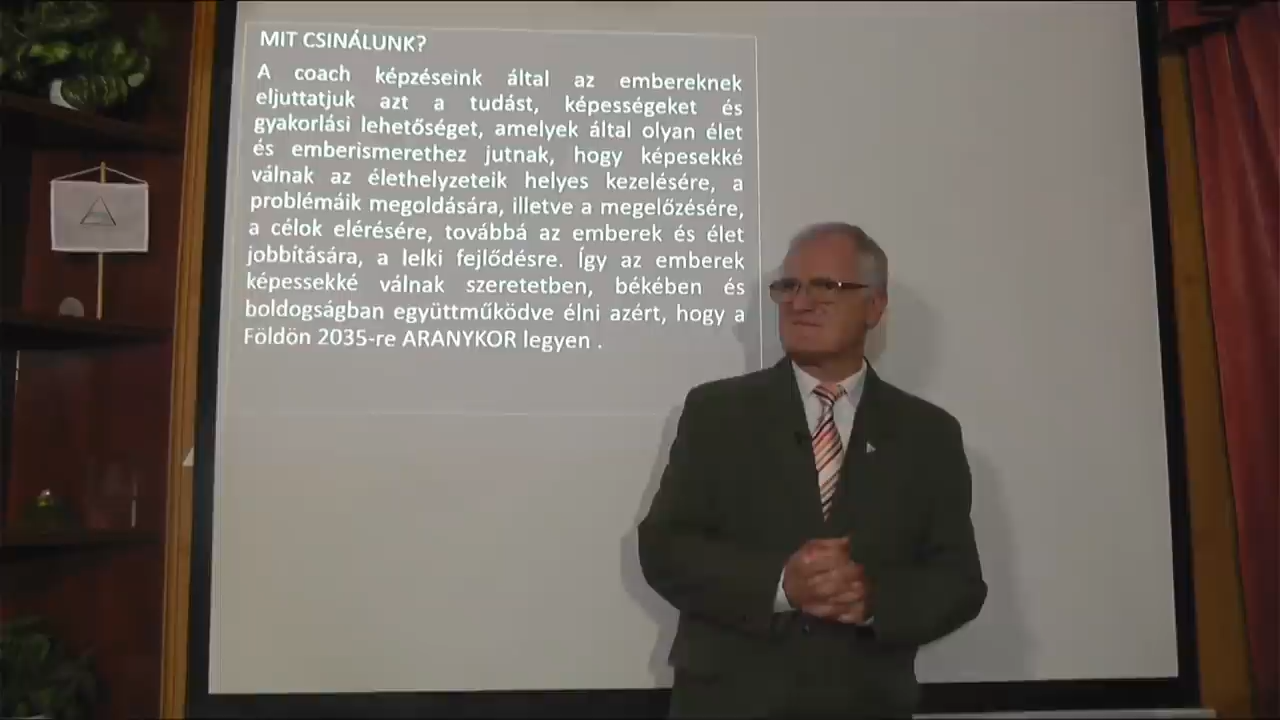 MIT CSINÁLUNK?
A coach képzéseink által az embereknek
eljuttatjuk azt a tudást, képességeket és
gyakorlási lehetőséget, amelyek által olyan élet
és emberismerethez jutnak, hogy képesekké
válnak az élethelyzeteik helyes kezelésére, a
problémáik megoldására, illetve a megelőzésére,
a célok elérésére, továbbá az emberek és élet
jobbítására, a lelki fejlődésre. Így az emberek
képessekké válnak szeretetben, békében és
boldogságban együttműködve élni azért, hogy a
Földön 2035-re ARANYKOR legyen .